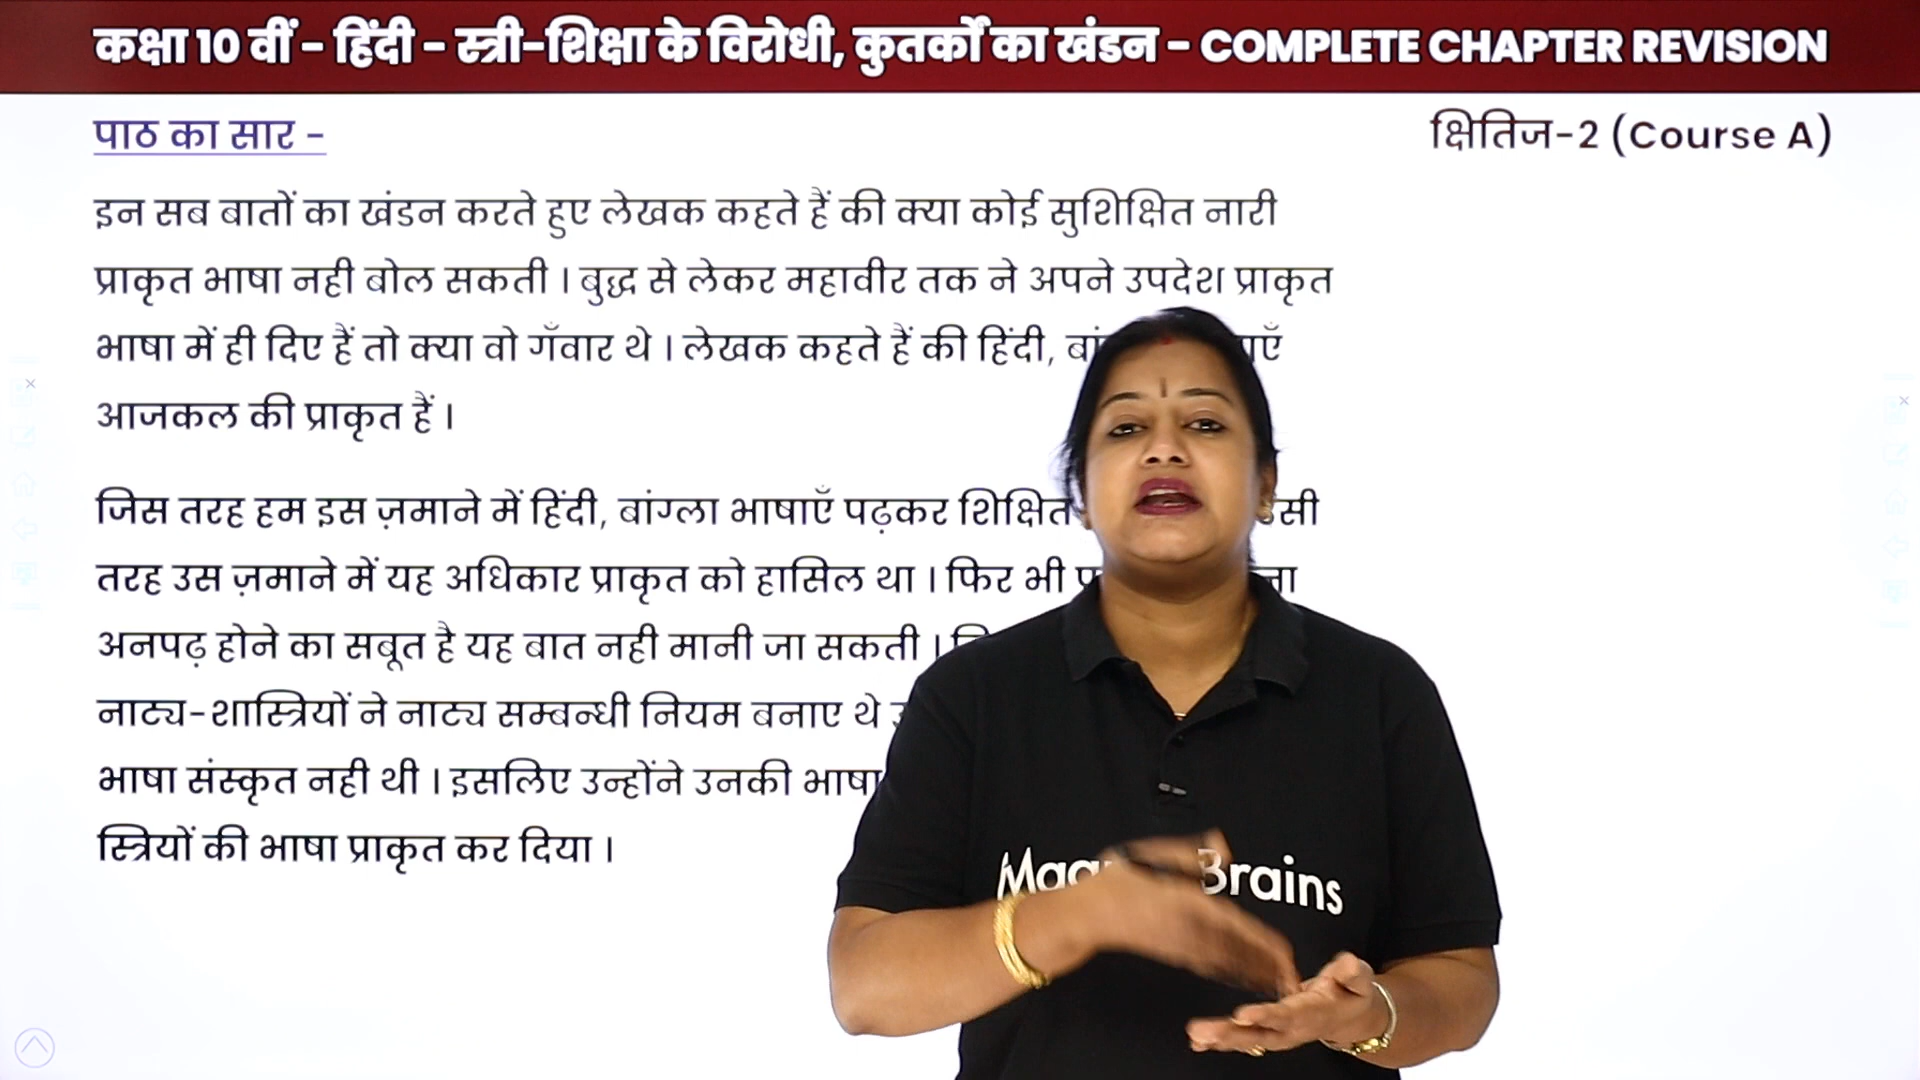 कक्षा 10 वीं - हिंदी - स्त्री-शिक्षा के विरोधी, कुतर्कों का खंडन - COMPLETE CHAPTER REVISION
पाठ का सार -
क्षितिज-2 (Course A)
इन सब बातों का खंडन करते हुए लेखक कहते हैं की क्या कोई सुशिक्षित नारी
प्राकृत भाषा नही बोल सकती । बुद्ध से लेकर महावीर तक ने अपने उपदेश प्राकृत
भाषा में ही दिए हैं तो क्या वो गँवार थे । लेखक कहते हैं की हिंदी,
आजकल की प्राकृत हैं ।
जिस तरह हम इस ज़माने में हिंदी, बांग्ला भाषाएँ पढ़कर शिक्षित
तरह उस ज़माने में यह अधिकार प्राकृत को हासिल था । फिर भी
अनपढ़ होने का सबूत है यह बात नही मानी जा सकती ।
नाट्य-शास्त्रियों ने नाट्य सम्बन्धी नियम बनाए थे
भाषा संस्कृत नही थी । इसलिए उन्होंने उनकी भाषा
स्त्रियों की भाषा प्राकृत कर दिया ।
Brains